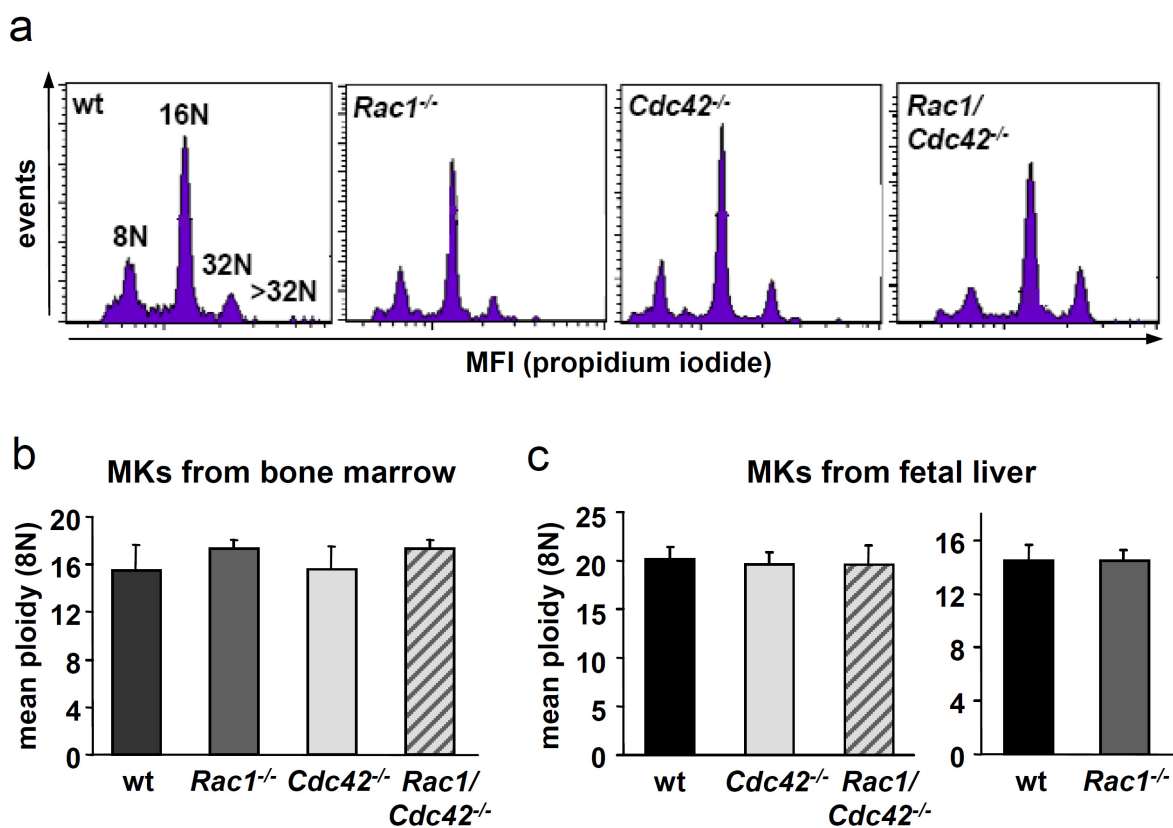 a
wt
16N
8N
32N
>32N
Rac1-/-
Cdc42-/-
Rac1/
Cdc42-/-
events
MFI (propidium iodide)
b
MKs from bone marrow
mean ploidy (8N)
20
16
12
8
4
0
wt
Rac1-/-
Cdc42-/-
Rac1/
Cdc42-/-
c
MKs from fetal liver
mean ploidy (8N)
25
20
15
10
5
0
wt
Cdc42-/-
Rac1/
Cdc42-/-
16
12
8
4
0
wt
Rac1-/-